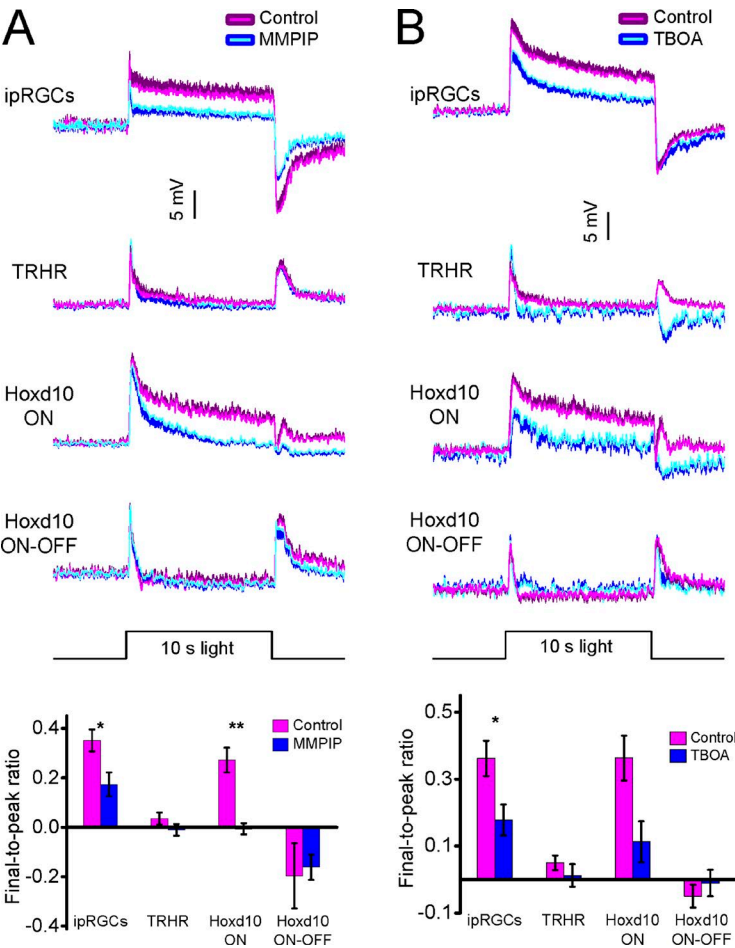 A
Control
MMPIP
ipRGCs
5 mV
TRHR
Hoxd10
ON
Hoxd10
ON-OFF
10 s light
Final-to-peak ratio
0.4
0.2
0.0
-0.2
-0.4
*
**
Control
MMPIP
ipRGCs
TRHR
Hoxd10
ON
Hoxd10
ON-OFF
B
Control
TBOA
ipRGCs
5 mV
TRHR
Hoxd10
ON
Hoxd10
ON-OFF
10 s light
Final-to-peak ratio
0.5
0.3
0.1
-0.1
*
Control
TBOA
ipRGCs
TRHR
Hoxd10
ON
Hoxd10
ON-OFF